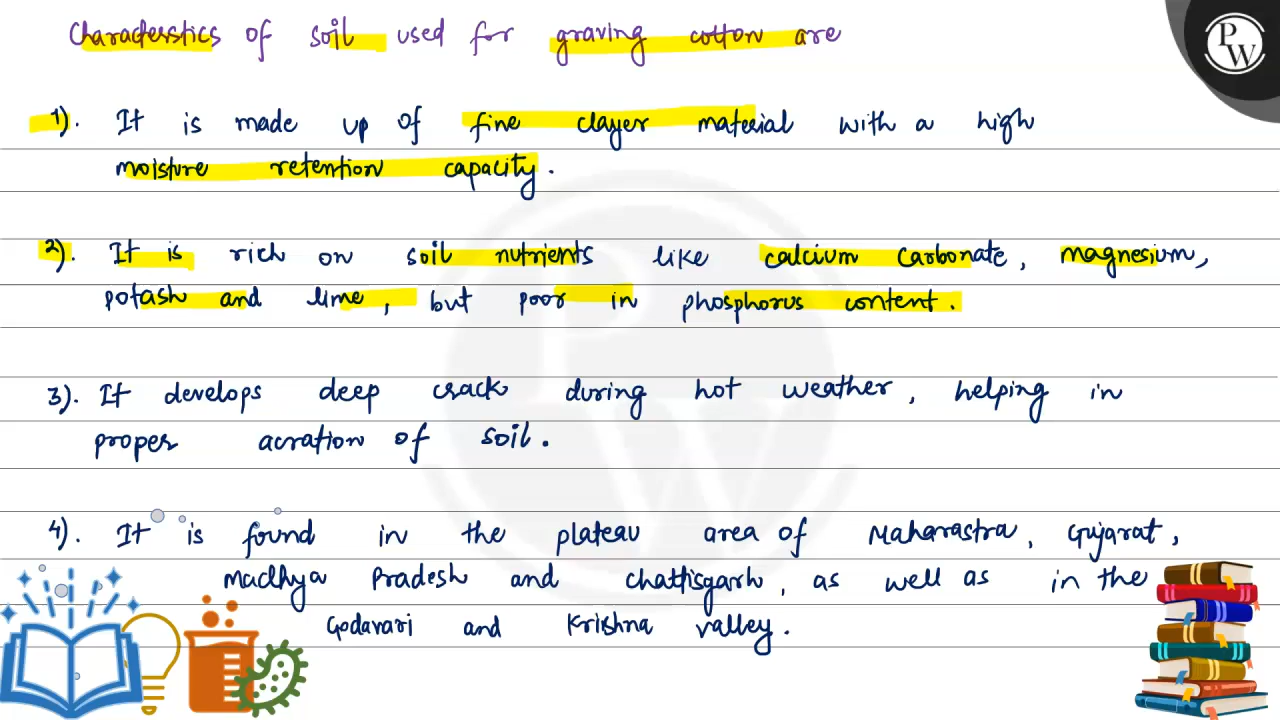 Characterstics of soil used for graving cotton are
PW
1). It is made up of fine clayer material with a high
moisture retention capacity.
2). It is rich on soil nutrients like calcium carbonate, magnesium,
potash and lime, but poor in phosphorus content.
3). It develops deep crack during hot weather, helping in
proper acration of soil.
4). It is found in the plateau area of Maharastra, Gujarat,
Madhya Pradesh and Chattisgarh, as well as in the
Godavari and Krishna valley.
PW